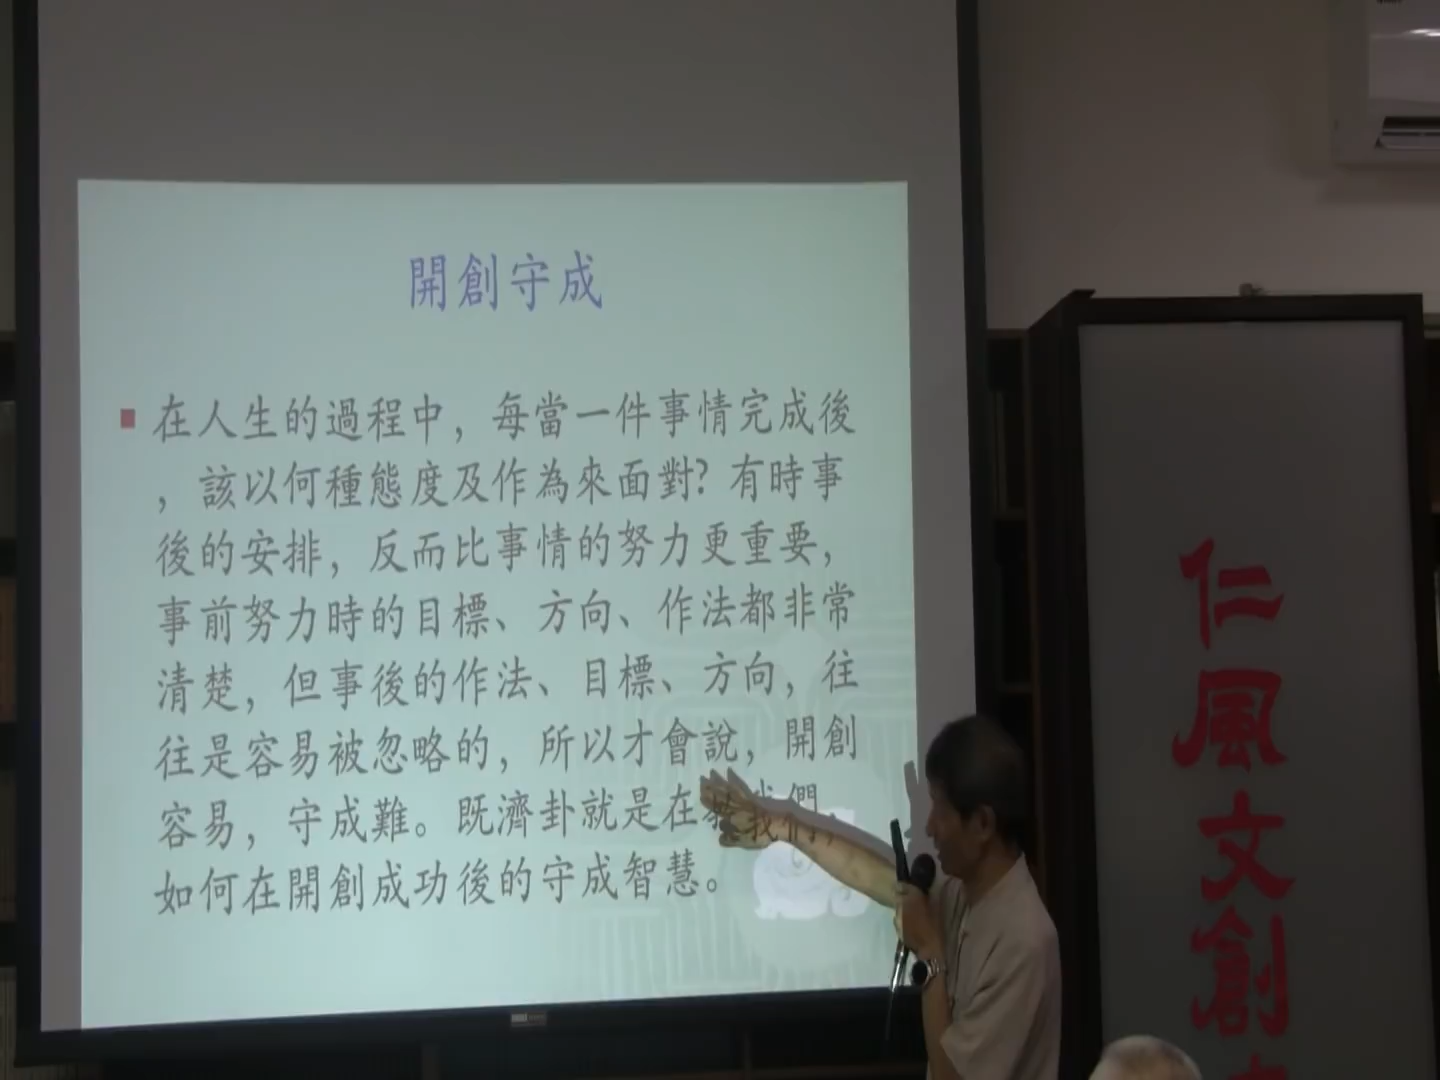 開創守成
在人生的過程中，每當一件事情完成後
，該以何種態度及作為來面對?有時事
後的安排，反而比事情的努力更重要，
事前努力時的目標、方向、作法都非常
清楚，但事後的作法、目標、方向，往
往是容易被忽略的，所以才會說，開創
容易，守成難。既濟卦就是在 我們，
如何在開創成功後的守成智慧。
仁風文創